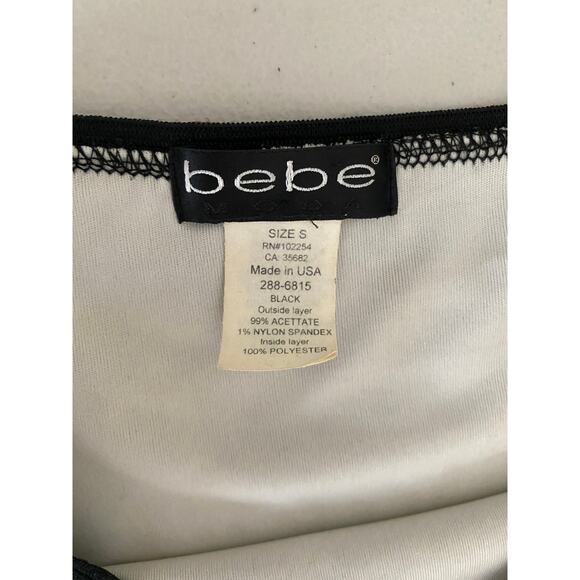 bebe®
SIZE S
RN#102254
CA: 35682
Made in USA
288-6815
BLACK
Outside layer
99% ACETTATE
1% NYLON SPANDEX
Inside layer
100% POLYESTER